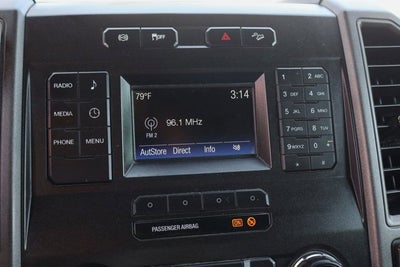 OFF
79°F 3:14
96.1 MHz
FM 2
AutStore Direct Info
RADIO
MEDIA
PHONE MENU
1 2 ABC
3 DEF 4 GHI
5 JKL 6 MNO
7 PQRS 8 TUV
9 WXYZ 0
* #
PASSENGER AIRBAG